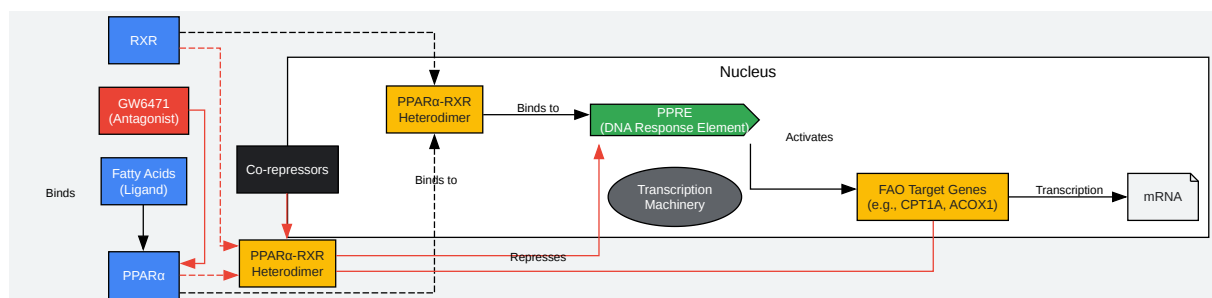 RXR
Nucleus
GW6471
(Antagonist)
PPARα-RXR
Heterodimer
Binds to
PPRE
(DNA Response Element)
Activates
Co-repressors
Fatty Acids
(Ligand)
Binds
Binds to
Transcription
Machinery
FAO Target Genes
(e.g., CPT1A, ACOX1)
Transcription
mRNA
PPARα
PPARα-RXR
Heterodimer
Represses